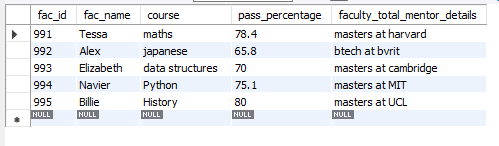 fac_id fac_name course pass_percentage faculty_total_mentor_details
991 Tessa maths 78.4 masters at harvard
992 Alex japanese 65.8 btech at bvrit
993 Elizabeth data structures 70 masters at cambridge
994 Navier Python 75.1 masters at MIT
995 Billie History 80 masters at UCL
NULL NULL NULL NULL NULL